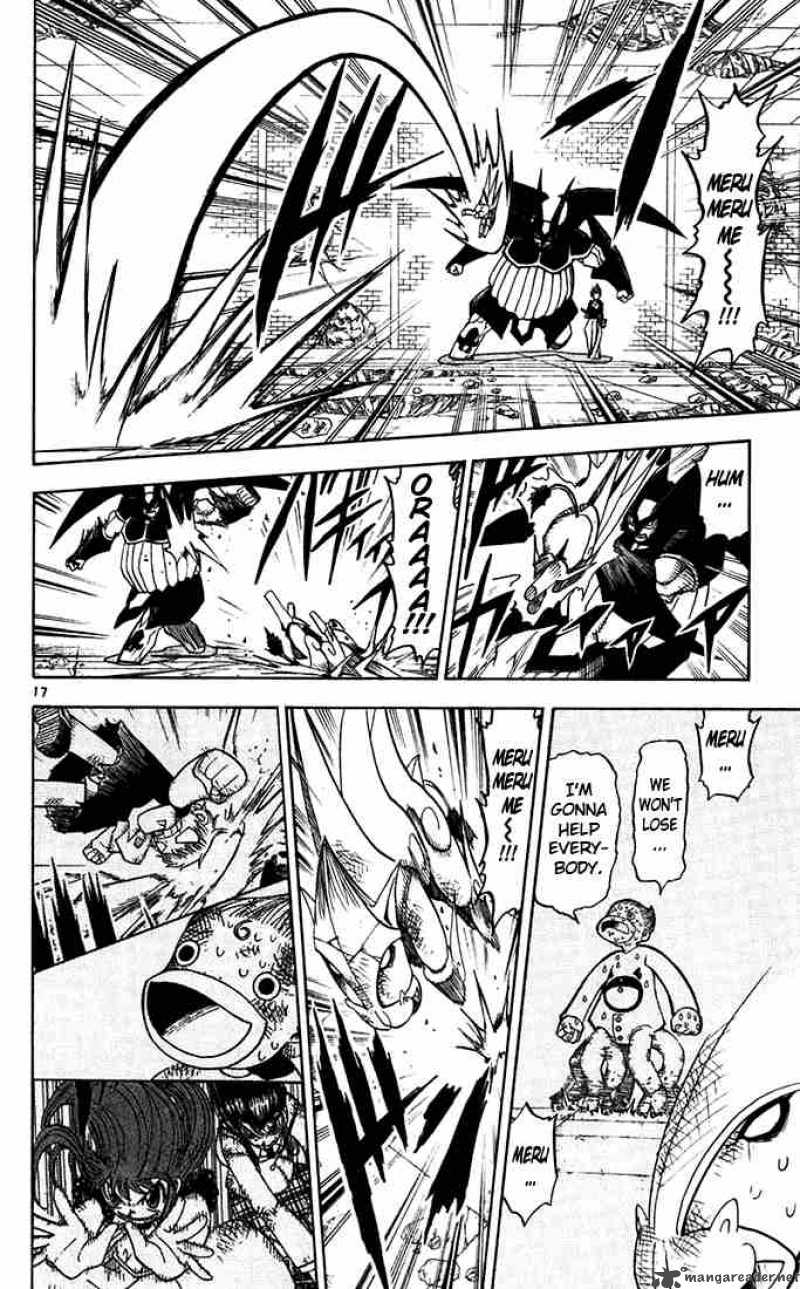 MERU
MERU
ME
~
!!!
HUM
...
ORAAAA!!!
17
MERU
...
WE
WON'T
LOSE
...
I'M
GONNA
HELP
EVERY-
BODY.
MERU
MERU
ME
~
!!!
MERU
...
mangareader.net